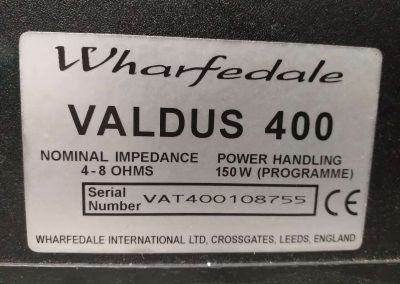 Wharfedale
VALDUS 400
NOMINAL IMPEDANCE POWER HANDLING
4-8 OHMS 150W (PROGRAMME)
Serial
Number VAT400108755 CE
WHARFEDALE INTERNATIONAL LTD, CROSSGATES, LEEDS, ENGLAND